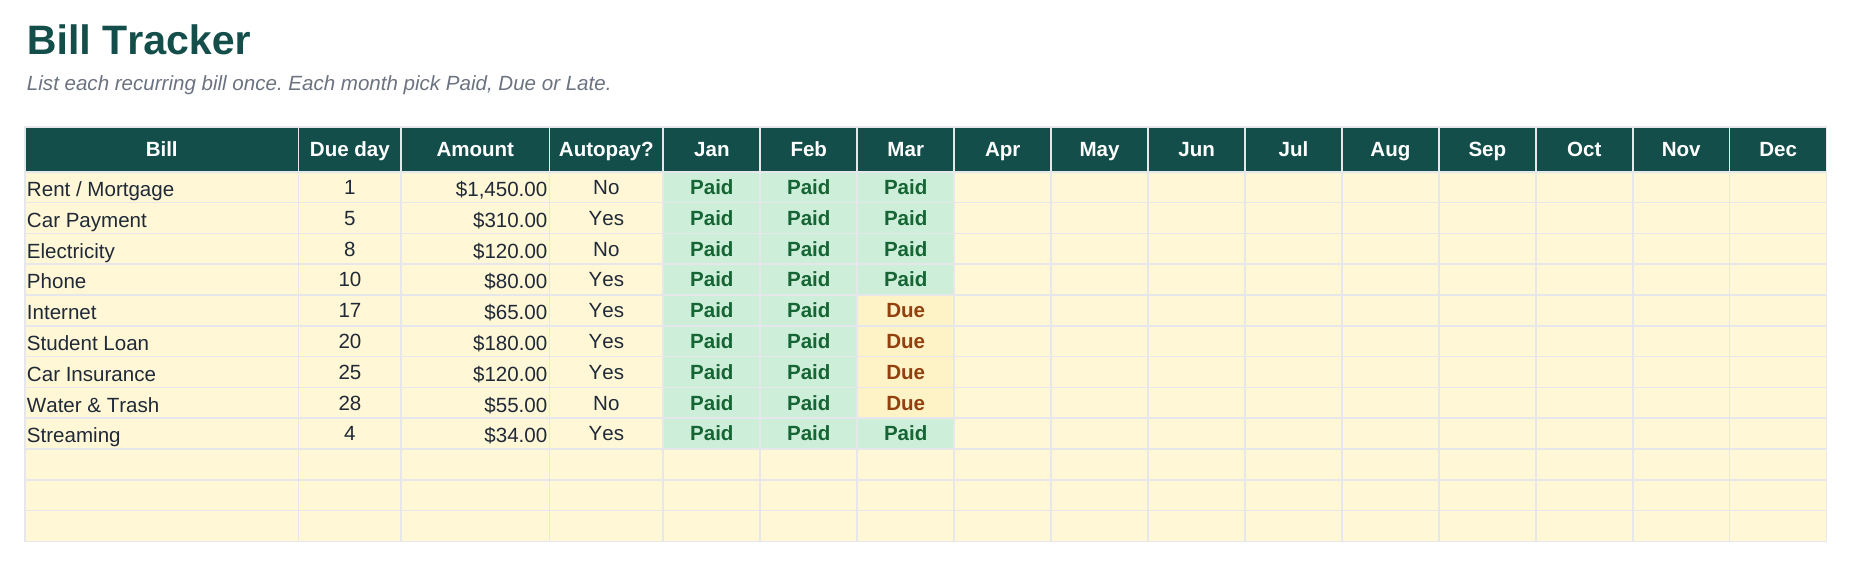 Bill Tracker
List each recurring bill once. Each month pick Paid, Due or Late.
Bill Due day Amount Autopay? Jan Feb Mar Apr May Jun Jul Aug Sep Oct Nov Dec
Rent / Mortgage 1 $1,450.00 No Paid Paid Paid
Car Payment 5 $310.00 Yes Paid Paid Paid
Electricity 8 $120.00 No Paid Paid Paid
Phone 10 $80.00 Yes Paid Paid Paid
Internet 17 $65.00 Yes Paid Paid Due
Student Loan 20 $180.00 Yes Paid Paid Due
Car Insurance 25 $120.00 Yes Paid Paid Due
Water & Trash 28 $55.00 No Paid Paid Due
Streaming 4 $34.00 Yes Paid Paid Paid